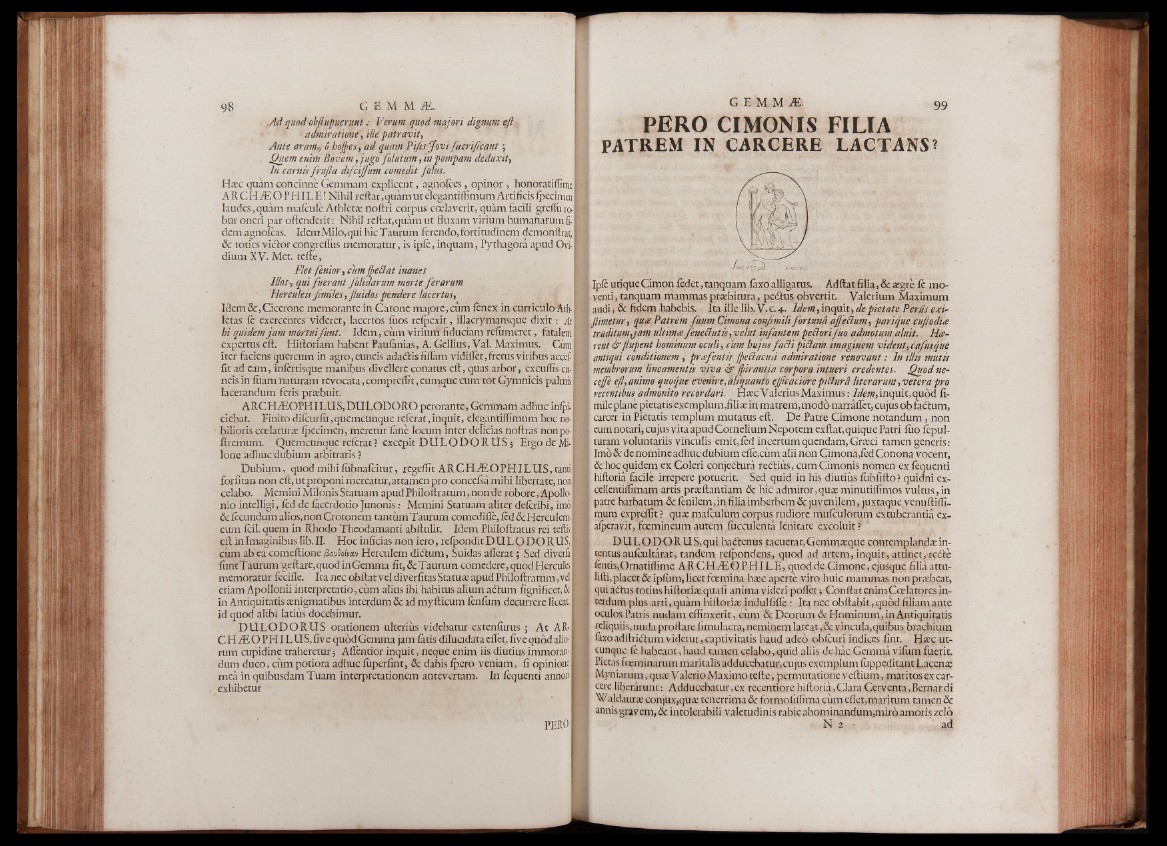 98 G E M M Æ.
Ad quod obſtupuerunt: Verum quod majori dignum eſt
admiratione, ille patravit,
Ante aram, ô hoſpes, ad quam Piſis Jovi ſacrificant;
Quem enim Bovem, jugo ſolutum, in pompam deduxit,
In carnis fruſta diſciſſum comedit ſolus.
Hæc quàm concinnè Gemmam explicent, agnoſces, opinor, honoratiſſime
ARCHÆOPHILE! Nihil reſtat, quàm ut elegantiſſimum Artificis ſpecimen
laudes, quàm maſculè Athletæ noſtri corpus cœlaverit, quàm facili greſſu ro-
bur oneri par oſtenderit: Nihil reſtat, quàm ut fluxam virium humanarum fi-
dem agnoſcas. Idem Milo, qui hîc Taurum ferendo, fortitudinem demonſtrat,
& toties victor congreſſus memoratur, is ipſe, inquam, Pythagorâ apud Ovi-
dium XV. Met. teſte,
Flet ſenior, cùm ſpectat inanes
Illos, qui fuerant ſolidarum morte ferarum
Herculeis ſimiles, fluidos pendere lacertos,
Idem &, Cicerone memorante in Catone majore, cùm ſenex in curriculo Ath-
letas ſe exercentes videret, lacertos ſuos reſpexit, illacrymansque dixit: At
hi quidem jam mortui ſunt. Idem, cùm virium fiduciam reſumeret, fatalem
expertus eſt. Hiſtoriam habent Pauſanias, A. Gellius, Val. Maximus. Cùm
iter faciens quercum in agro, cuneis adactis fiſſam vidiſſet, fretus viribus acceſ-
ſit ad eam, inſertisque manibus divellere conatus eſt, quas arbor, excuſſis cu-
neis in ſuam naturam revocata, compreſſit, eumque cum tot Gymnicis palmis
lacerandum feris præbuit.
ARCHÆOPHILUS, DULODORO perorante, Gemmam adhuc inſpi-
ciebat. Finito diſcurſu, quemcunque referat, inquit, elegantiſſimum hoc no-
bilioris cœlaturæ ſpecimen, meretur ſanè locum inter delicias noſtras non po-
ſtremum. Quemcunque referat? excepit DULODORUS; Ergo de Mi-
lone adhuc dubium arbitraris?
Dubium, quod mihi ſubnaſcitur, regeſſit ARCHÆOPHILUS, tanti
forſitan non eſt, ut proponi mereatur, attamen pro conceſsâ mihi libertate, non
celabo. Memini Milonis Statuam apud Philoſtratum, non de robore, Apollo-
nio intelligi, ſed de ſacerdotio Junonis: Memini Statuam aliter deſcribi, imò
& ſecundum alios, non Crotonem tantùm Taurum comediſſe, ſed & Herculem
eum ſcil. quem in Rhodo Theodamanti abſtulit. Idem Philoſtratus rei teſtis
eſt in Imaginibus lib. II. Hoc inficias non iero, reſpondit DULODORUS,
cùm ab ea comeſtione Herculem dictum, Suidas aſſerat; Sed diverſa
ſunt Taurum geſtare, quod in Gemma fit, & Taurum comedere, quod Hercules
memoratur feciſſe. Ita nec obſtat vel diverſitas Statuæ apud Philoſtratum, vel
etiam Apollonii interpretatio, cùm alius ibi habitus alium actum ſignificet, &
in Antiquitatis ænigmatibus interdum & ad myſticum ſenſum decurrere liceat,
id quod alibi latiùs docebimur.
DULODORUS orationem ulteriùs videbatur extenſurus; At AR-
CHÆOPHILUS, ſive quòd Gemma jam ſatis dilucidata eſſet, ſive quòd alio-
rum cupidine traheretur; Aſſentior inquit, neque enim iis diutiùs immoran-
dum duco, cùm potiora adhuc ſuperſint, & dabis ſpero veniam, ſi opinione
meâ in quibusdam Tuam interpretationem antevertam. In ſequenti annon
exhibetur
PERO
G E M M Æ. 99
PERO CIMONIS FILIA
PATREM IN CARCERE LACTANS?
Ipſe utique Cimon ſedet, tanquam ſaxo alligatus. Adſtat filia, & ægrè ſe mo-
venti, tanquam mammas præbitura, pectus obvertit. Valerium Maximum
audi, & fidem habebis. Ita ille lib. V. c. 4. Idem, inquit, de pietate Perûs exi-
ſtimetur, quæ Patrem ſuum Cimona conſimili fortunâ affectum, parique cuſtodiæ
traditum, jam ultimæ ſenectutis, velut infantem pectori ſuo admotum aluit. Hæ-
rent & ſtupent hominum oculi, cùm hujus facti pictam imaginem vident, caſusque
antiqui conditionem, præſentis ſpectaculi admiratione renovant: In illis mutis
membrorum lineamentis viva & ſpirantia corpora intueri credentes. Quod ne-
ceſſe eſt, animo quoque evenire, aliquanto efficaciore picturâ literarum, vetera pro
recentibus admonito recordari. Hæc Valerius Maximus: Idem, inquit, quòd ſi-
mile planè pietatis exemplum, filiæ in matrem, modò narrâſſet, cujus ob factum,
carcer in Pietatis templum mutatus eſt. De Patre Cimone notandum, non
eum notari, cujus vita apud Cornelium Nepotem exſtat, quique Patri ſuo ſepul-
turam voluntariis vinculis emit, ſed incertum quendam, Græci tamen generis:
Imò & de nomine adhuc dubium eſſe, cùm alii non Cimona, ſed Conona vocent,
& hoc quidem ex Coleri conjecturâ rectiùs, cum Cimonis nomen ex ſequenti
hiſtoriâ facile irrepere potuerit. Sed quid in his diutiùs ſubſiſto? quidni ex-
cellentiſſimam artis præſtantiam & hîc admiror, quæ minutiſſimos vultus, in
patre barbatum & ſenilem, in filia imberbem & juvenilem, juxtaque venuſtiſſi-
mum expreſſit? quæ maſculum corpus rudiore muſculorum extuberantiâ ex-
aſperavit, fœmineum autem ſucculentâ lenitate excoluit?
DULODORUS, qui hactenus tacuerat, Gemmæque contemplandæ in-
tentus auſcultârat, tandem reſpondens, quod ad artem, inquit, attinet, rectè
ſentis, Ornatiſſime ARCHÆOPHILE, quod de Cimone, ejusque filiâ attu-
liſti, placet & ipſum, licet fœmina hæc apertè viro huic mammas non præbeat,
qui actus totius hiſtoriæ quaſi anima videri poſſet; Conſtat enim Cœlatores in-
terdum plus arti, quàm hiſtoriæ indulſiſſe: Ita nec obſtabit, quòd filiam ante
oculos Patris nudam effinxerit, cùm & Deorum & Hominum, in Antiquitatis
reliquiis, nuda proſtare ſimulacra, neminem lateat, & vincula, quibus brachium
ſaxo adſtrictum videtur, captivitatis haud adeò obſcuri indices ſint. Hæc ut-
cunque ſe habeant, haud tamen celabo, quid aliis de hâc Gemmâ viſum fuerit.
Pietas fœminarum maritalis adducebatur, cujus exemplum ſuppeditant Lacenæ
Myniarum, quæ Valerio Maximo teſte, permutatione veſtium, maritos ex car-
cere liberârunt: Adducebatur, ex recentiore hiſtoriâ, Clara Cerventa, Bernardi
Waldauræ conjux, quæ tenerrima & formoſiſſima cùm eſſet, maritum tamen &
annis gravem, & intolerabili valetudinis rabie abominandum, miro amoris zelo
N 2 ad